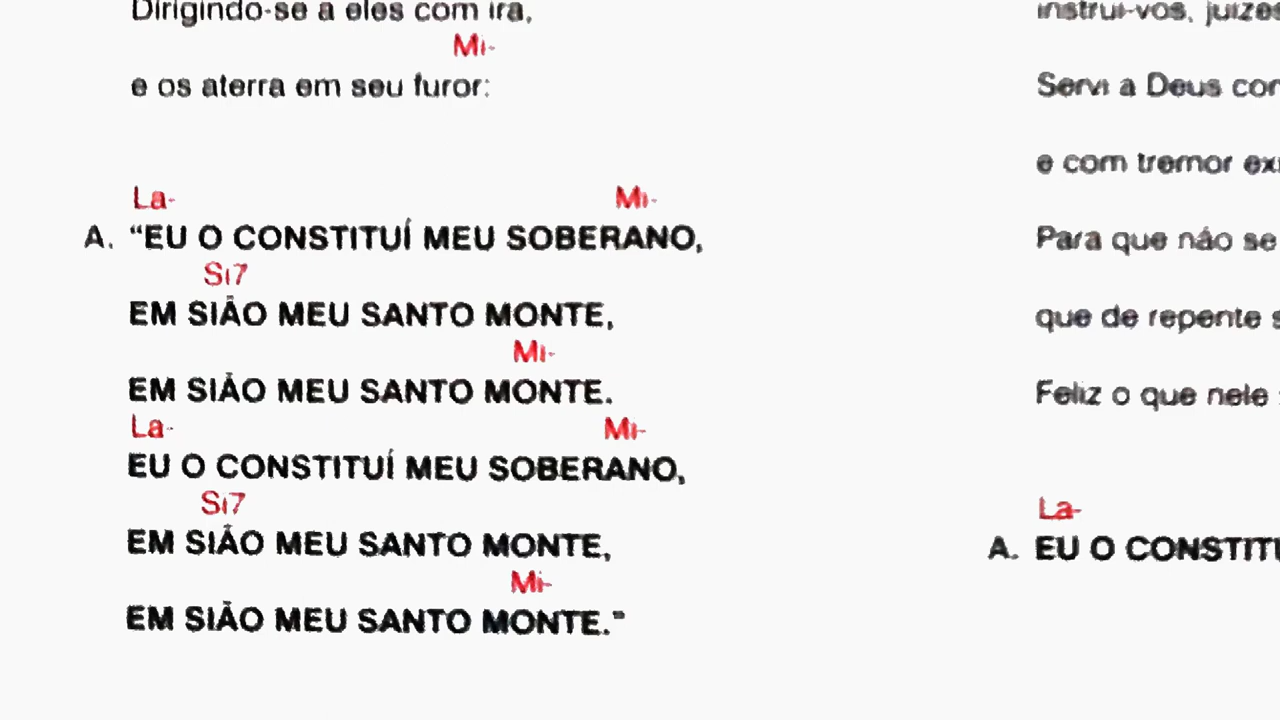 Dirigindo-se a eles com ira,
Mi-
e os aterra em seu furor:
La- Mi-
A. “EU O CONSTITUÍ MEU SOBERANO,
Si7
EM SIÃO MEU SANTO MONTE,
Mi-
EM SIÃO MEU SANTO MONTE.
La- Mi-
EU O CONSTITUÍ MEU SOBERANO,
Si7
EM SIÃO MEU SANTO MONTE,
Mi-
EM SIÃO MEU SANTO MONTE.”
instruí-vos,
Servi a Deus
e com tremor
Para que não se
que de repente
Feliz o que nele
La-
A. EU O